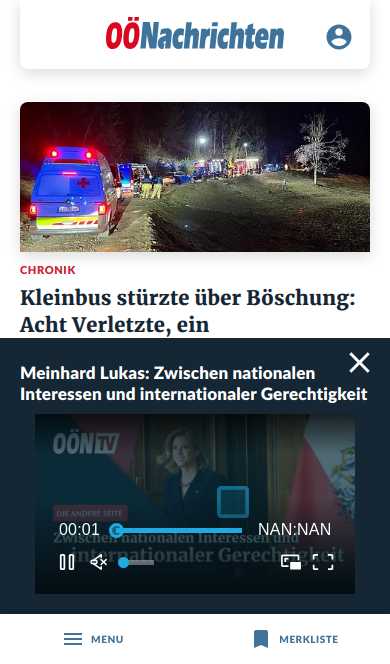 OÖNachrichten
CHRONIK
Kleinbus stürzte über Böschung:
Acht Verletzte, ein
Meinhard Lukas: Zwischen nationalen
Interessen und internationaler Gerechtigkeit
OÖN TV
DIE ANDERE SEITE
00:01
NAN:NAN
Zwischen nationalen Interessen und
internationaler Gerechtigkeit
MENU
MERKLISTE